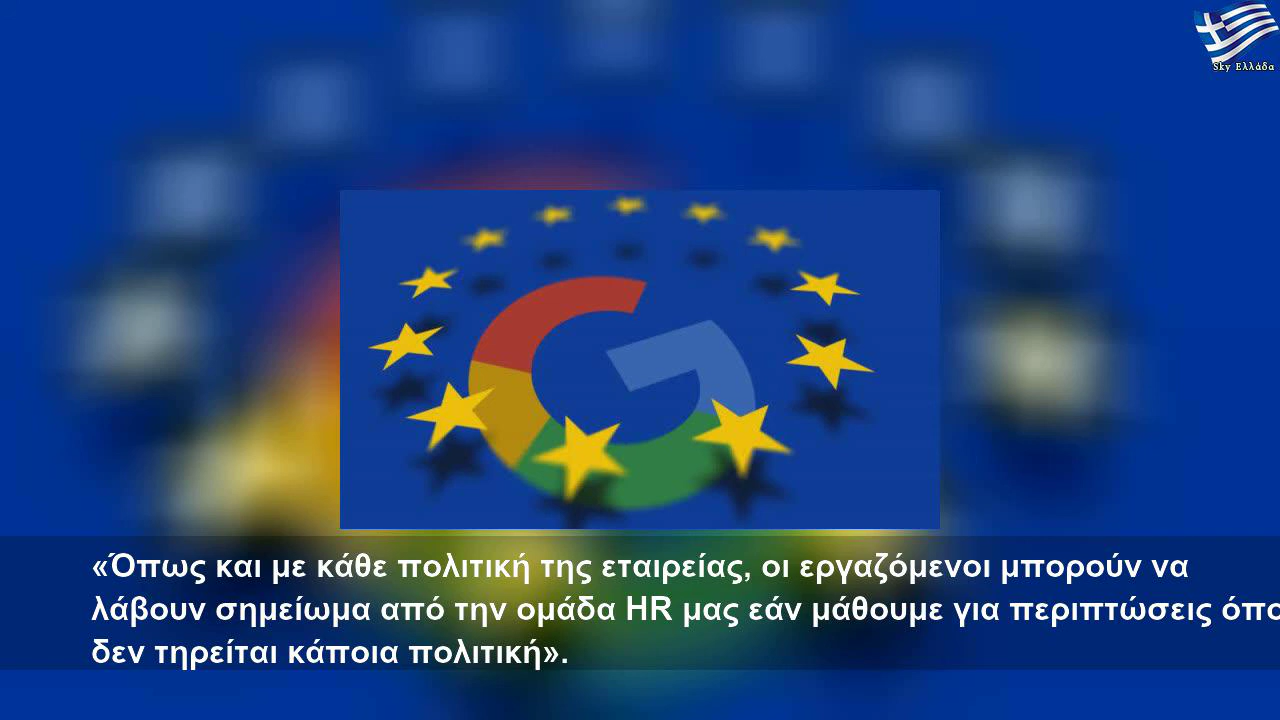 Sky Ελλάδα
«Όπως και με κάθε πολιτική της εταιρείας, οι εργαζόμενοι μπορούν να
λάβουν σημείωμα από την ομάδα HR μας εάν μάθουμε για περιπτώσεις όπο
δεν τηρείται κάποια πολιτική».